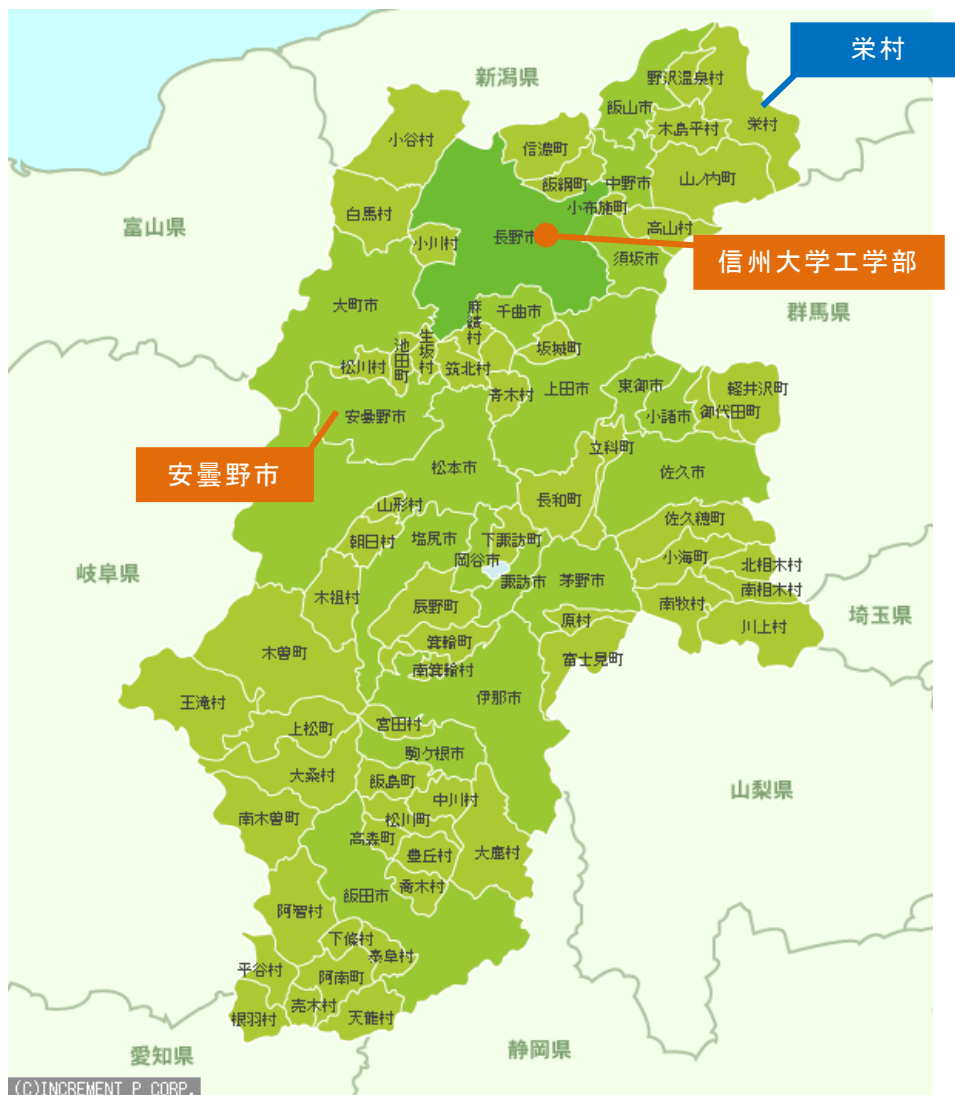 栄村
新潟県
野沢温泉村
飯山市
小谷村
木島平村
栄村
信濃町
飯綱町
中野市
山ノ内町
白馬村
小布施町
富山県
小川村
長野市
高山村
須坂市
信州大学工学部
大町市
麻績村
千曲市
群馬県
池田町
生坂村
坂城町
松川村
筑北村
青木村
上田市
東御市
軽井沢町
安曇野市
小諸市
御代田町
立科町
安曇野市
松本市
佐久市
山形村
長和町
佐久穂町
朝日村
塩尻市
下諏訪町
岡谷市
小海町
北相木村
岐阜県
諏訪市
茅野市
南相木村
木祖村
辰野町
南牧村
原村
川上村
埼玉県
箕輪町
木曽町
富士見町
南箕輪村
王滝村
伊那市
上松町
宮田村
駒ケ根市
大桑村
飯島町
中川村
山梨県
南木曽町
松川町
高森町
豊丘村
大鹿村
喬木村
飯田市
阿智村
下條村
泰阜村
平谷村
阿南町
売木村
根羽村
天龍村
愛知県
静岡県
(C)INCREMENT P CORP.